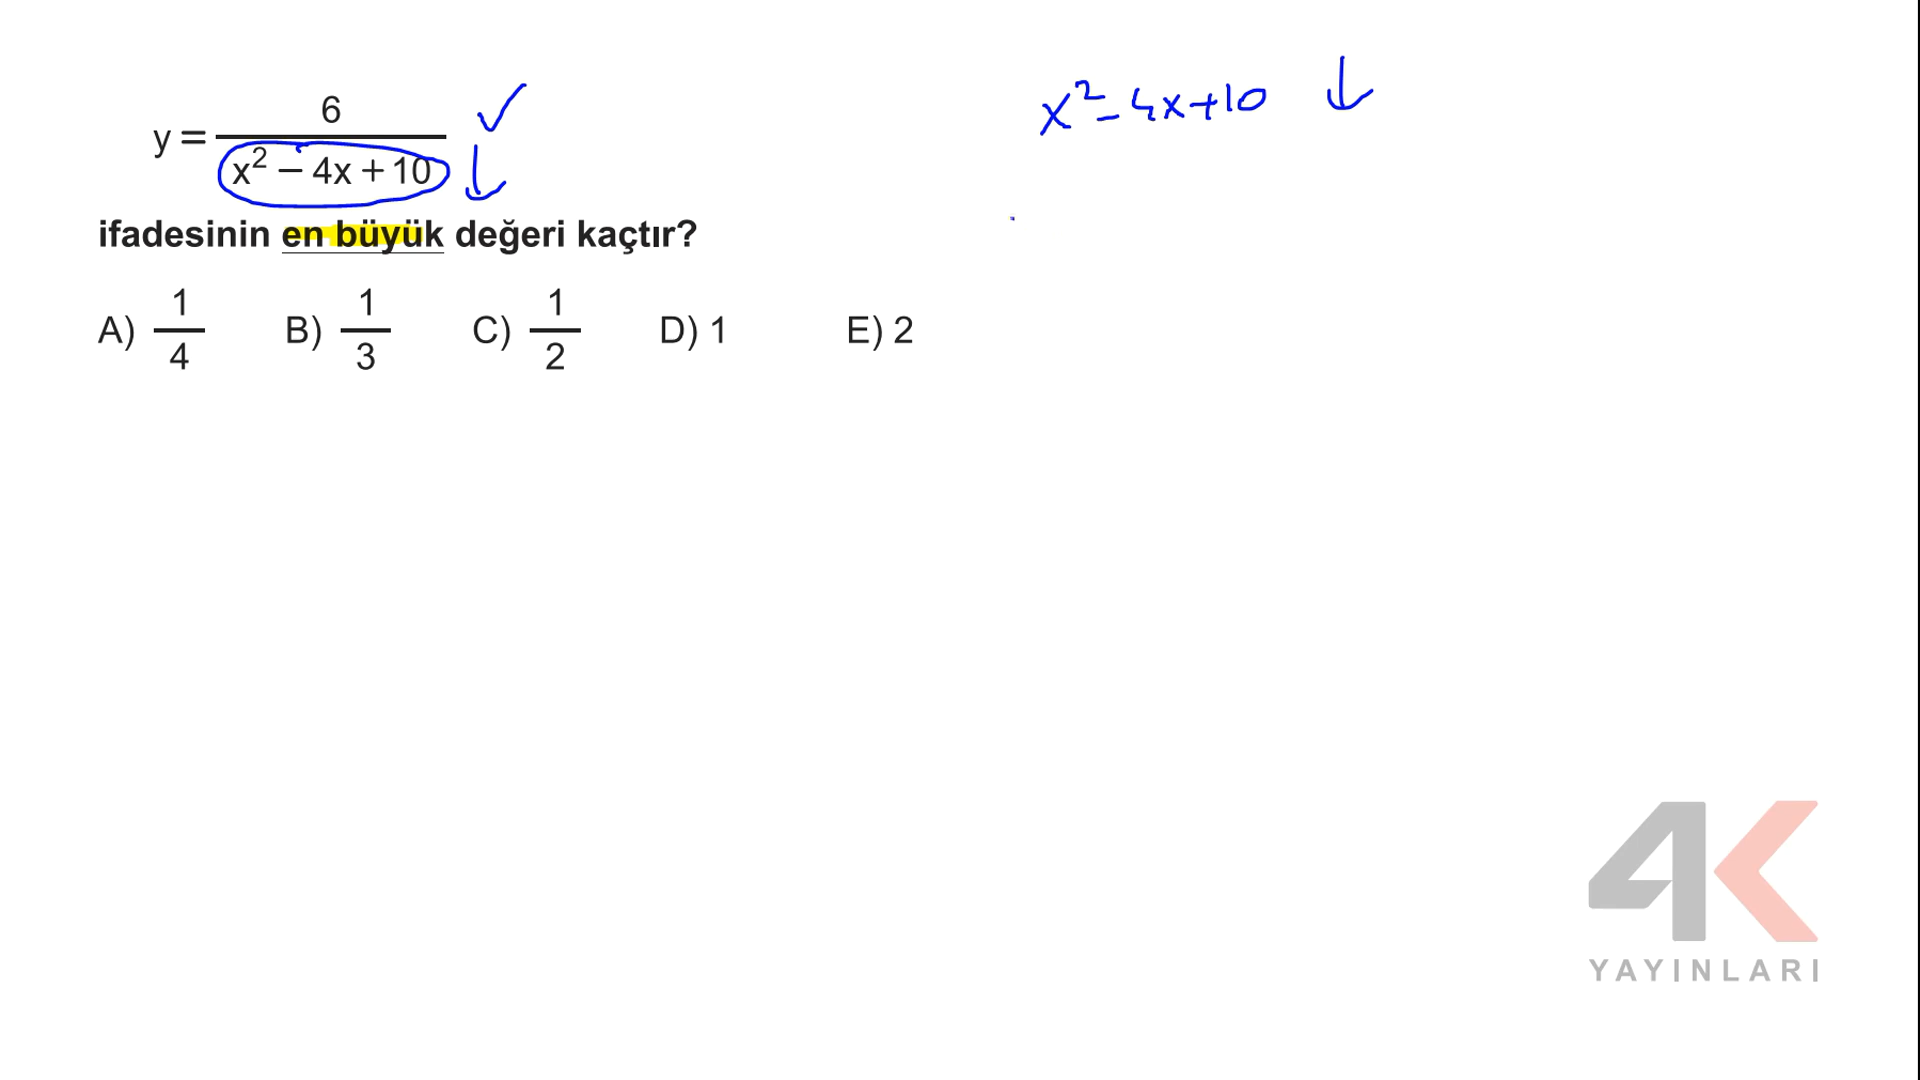 y = 6 / (x² − 4x + 10)
ifadesinin en büyük değeri kaçtır?
A) 1/4 B) 1/3 C) 1/2 D) 1 E) 2
x² − 4x + 10 ↓
4K
YAYINLARI